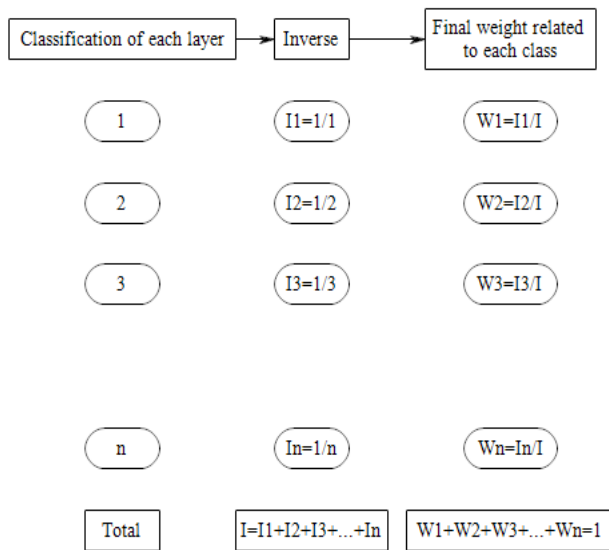 Classification of each layer
Inverse
Final weight related
to each class
1
I1=1/1
W1=I1/I
2
I2=1/2
W2=I2/I
3
I3=1/3
W3=I3/I
n
In=1/n
Wn=In/I
Total
I=I1+I2+I3+...+In
W1+W2+W3+...+Wn=1